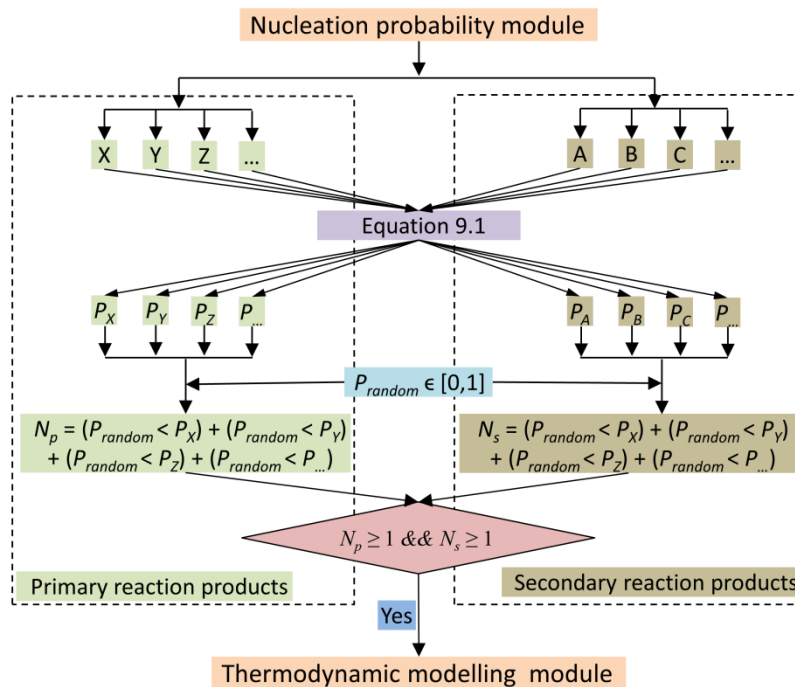 Nucleation probability module
X Y Z ... A B C ...
Equation 9.1
P_X P_Y P_Z P_... P_A P_B P_C P_...
P_random ϵ [0,1]
N_p = (P_random < P_X) + (P_random < P_Y)
+ (P_random < P_Z) + (P_random < P_...)
N_s = (P_random < P_X) + (P_random < P_Y)
+ (P_random < P_Z) + (P_random < P_...)
N_p ≥ 1 && N_s ≥ 1
Primary reaction products
Secondary reaction products
Yes
Thermodynamic modelling module